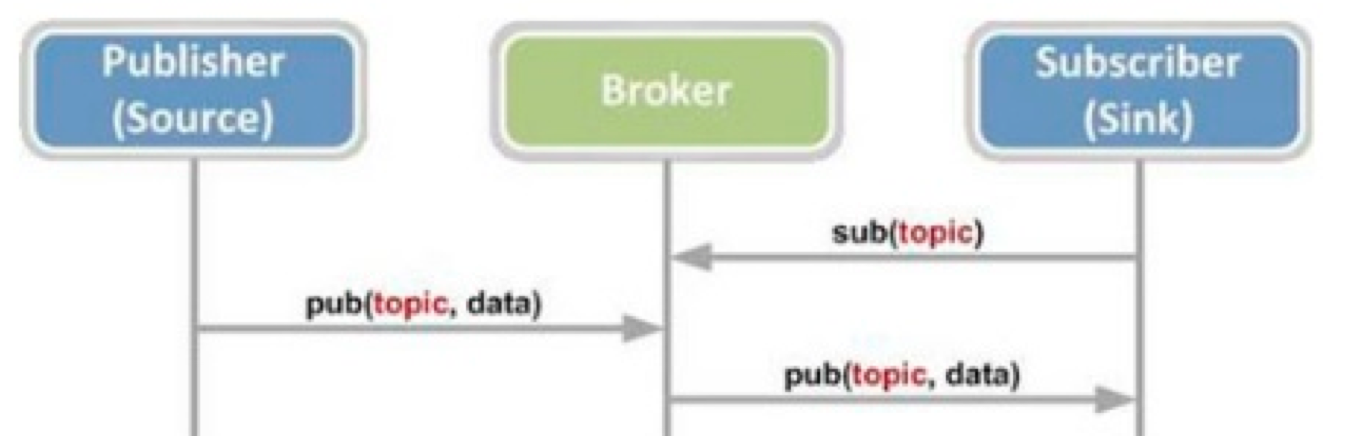 Publisher
(Source)
Broker
Subscriber
(Sink)
sub(topic)
pub(topic, data)
pub(topic, data)